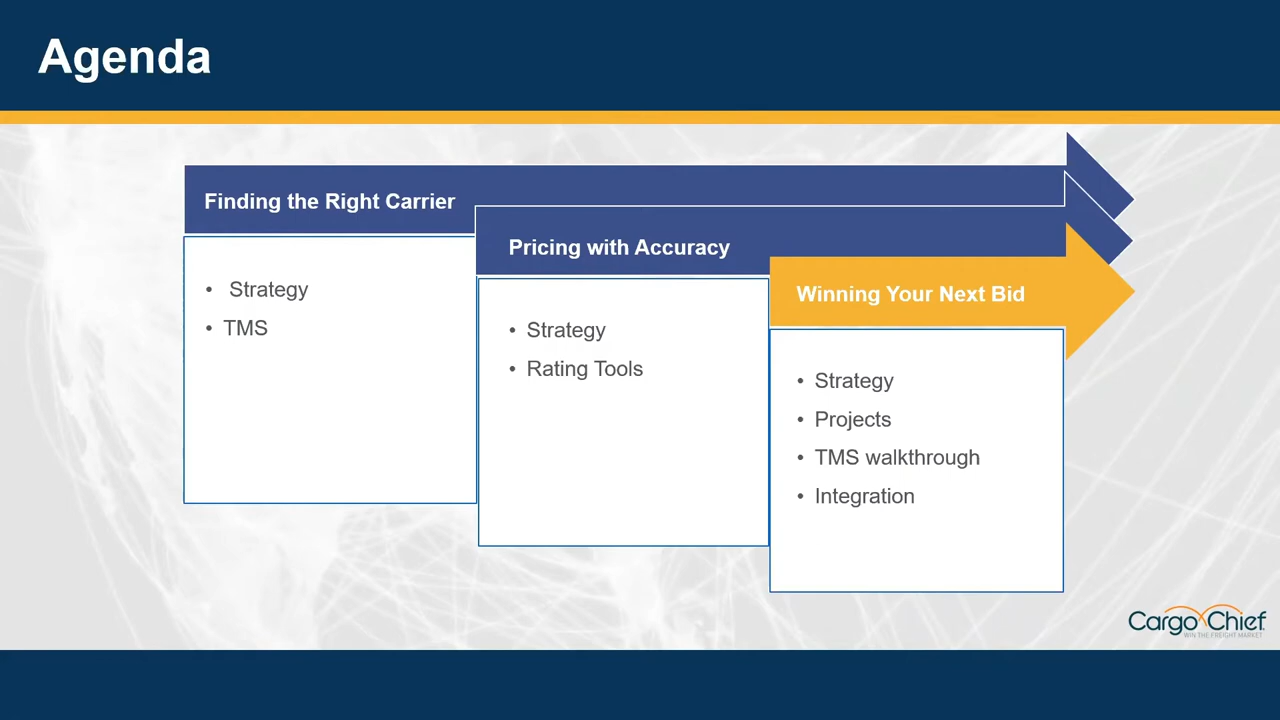 Agenda
Finding the Right Carrier
• Strategy
• TMS
Pricing with Accuracy
• Strategy
• Rating Tools
Winning Your Next Bid
• Strategy
• Projects
• TMS walkthrough
• Integration
CargoChief
WIN THE FREIGHT MARKET